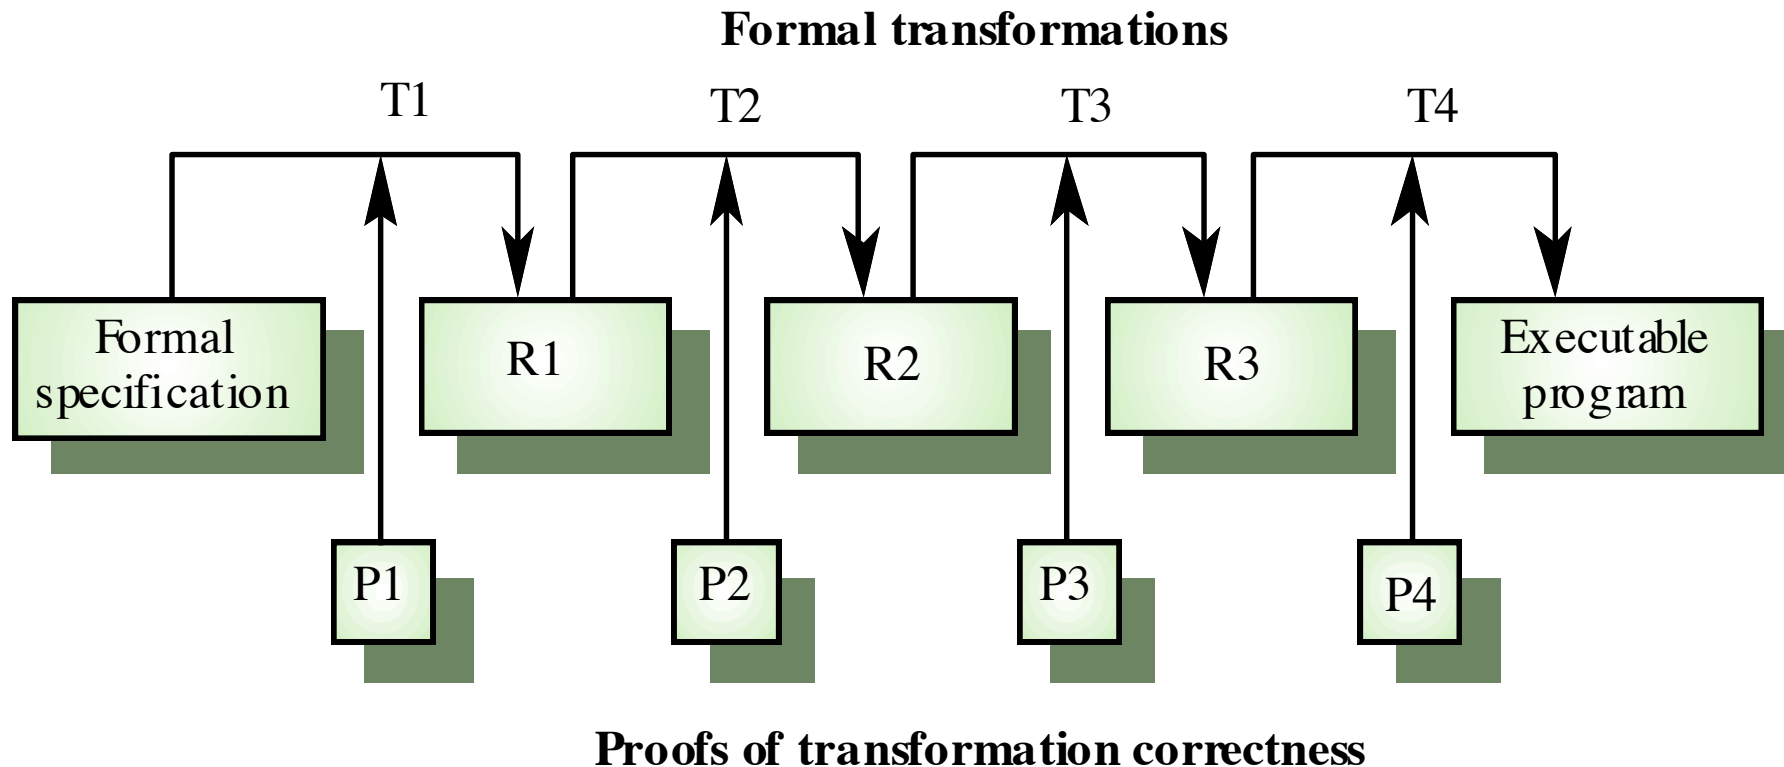 Formal transformations
T1
T2
T3
T4
Formal
specification
R1
R2
R3
Executable
program
P1
P2
P3
P4
Proofs of transformation correctness